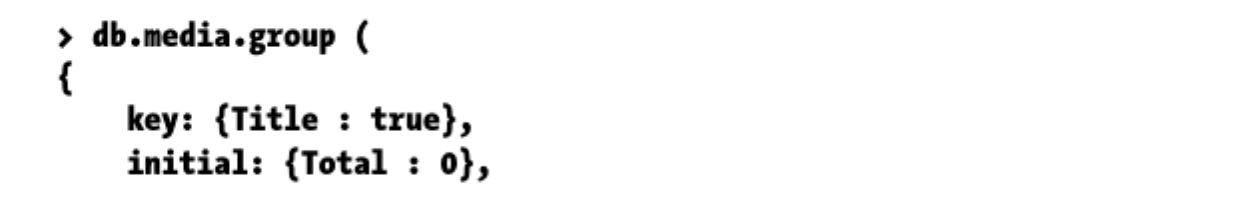 > db.media.group (
{
key: {Title : true},
initial: {Total : 0},